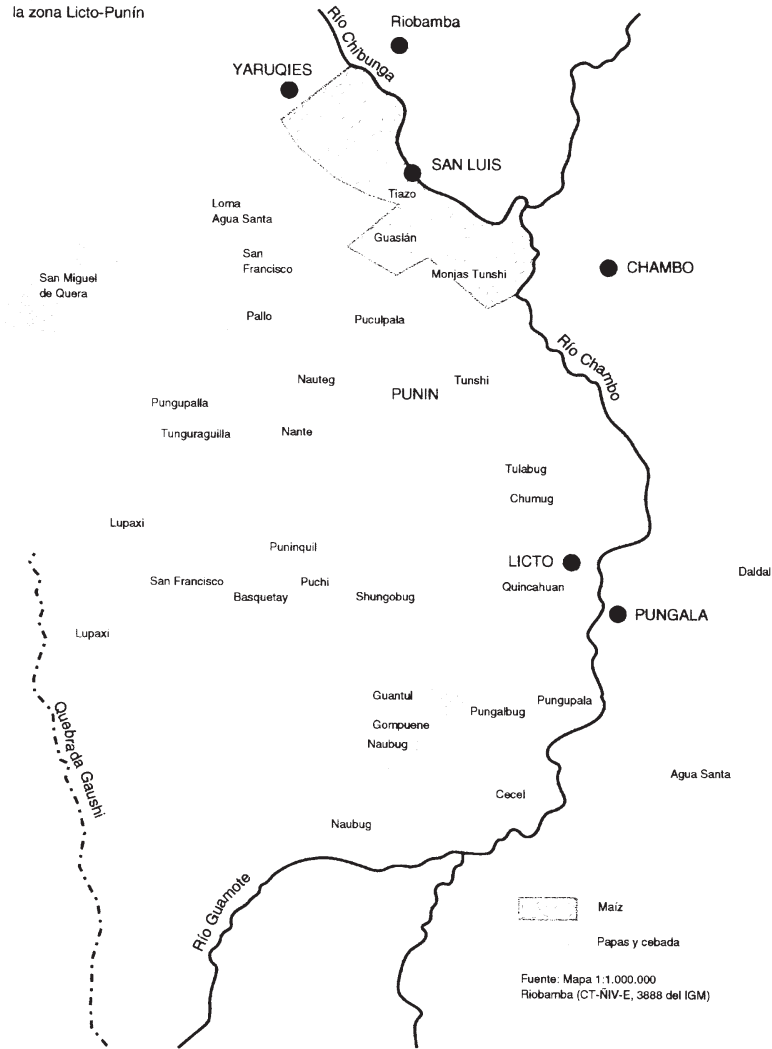 la zona Licto-Punín
Riobamba
Río Chibunga
YARUQIES
SAN LUIS
Tiazo
Loma
Agua Santa
Guaslán
San
Francisco
Monjas Tunshi
CHAMBO
San Miguel
de Quera
Pallo
Puculpala
Río Chambo
Nauteg
PUNIN
Tunshi
Pungupalla
Tunguraguilla
Nante
Tulabug
Chumug
Lupaxi
Puninquil
LICTO
Daldal
San Francisco
Puchi
Basquetay
Shungobug
Quincahuan
PUNGALA
Lupaxi
Guantul
Pungupala
Pungalbug
Gompuene
Naubug
Quebrada Gaushi
Agua Santa
Cecel
Naubug
Río Guamote
Maíz
Papas y cebada
Fuente: Mapa 1:1.000.000
Riobamba (CT-ÑIV-E, 3888 del IGM)